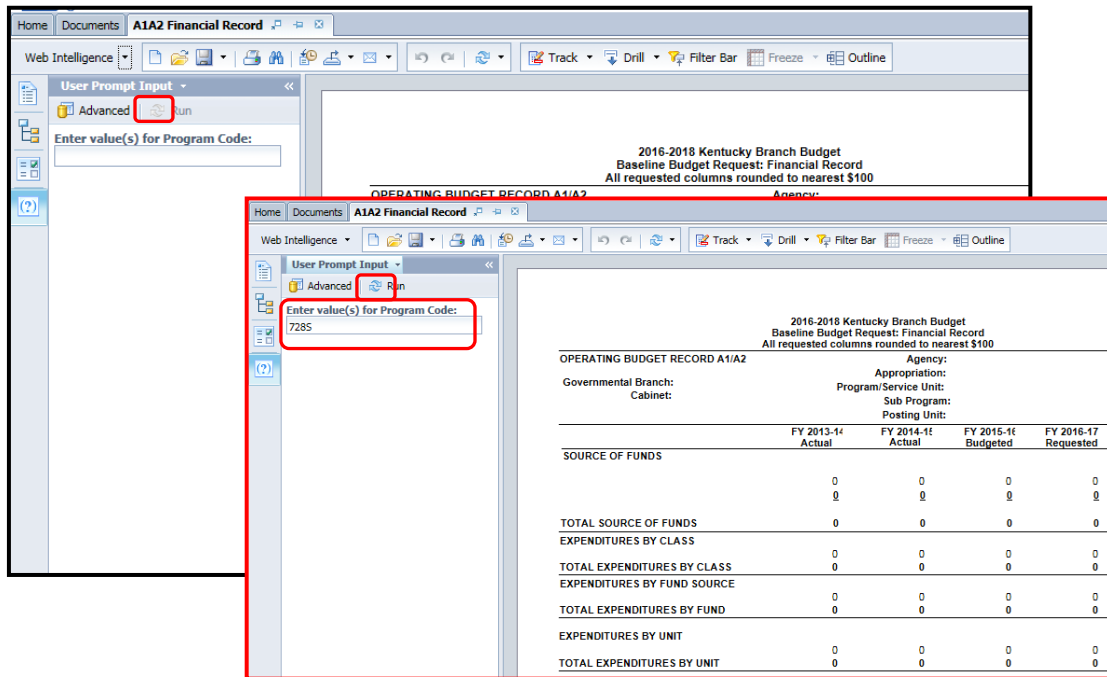 Home Documents A1A2 Financial Record
Web Intelligence Track Drill Filter Bar Freeze Outline
User Prompt Input «
Advanced Run
Enter value(s) for Program Code:
2016-2018 Kentucky Branch Budget
Baseline Budget Request: Financial Record
All requested columns rounded to nearest $100
OPERATING BUDGET RECORD A1/A2 Agency:
Home Documents A1A2 Financial Record
Web Intelligence Track Drill Filter Bar Freeze Outline
User Prompt Input «
Advanced Run
Enter value(s) for Program Code:
728S
2016-2018 Kentucky Branch Budget
Baseline Budget Request: Financial Record
All requested columns rounded to nearest $100
OPERATING BUDGET RECORD A1/A2 Agency:
Appropriation:
Governmental Branch: Program/Service Unit:
Cabinet: Sub Program:
Posting Unit:
FY 2013-14 FY 2014-15 FY 2015-16 FY 2016-17
Actual Actual Budgeted Requested
SOURCE OF FUNDS
0 0 0 0
0 0 0 0
TOTAL SOURCE OF FUNDS 0 0 0 0
EXPENDITURES BY CLASS
0 0 0 0
TOTAL EXPENDITURES BY CLASS 0 0 0 0
EXPENDITURES BY FUND SOURCE
0 0 0 0
TOTAL EXPENDITURES BY FUND 0 0 0 0
EXPENDITURES BY UNIT
0 0 0 0
TOTAL EXPENDITURES BY UNIT 0 0 0 0